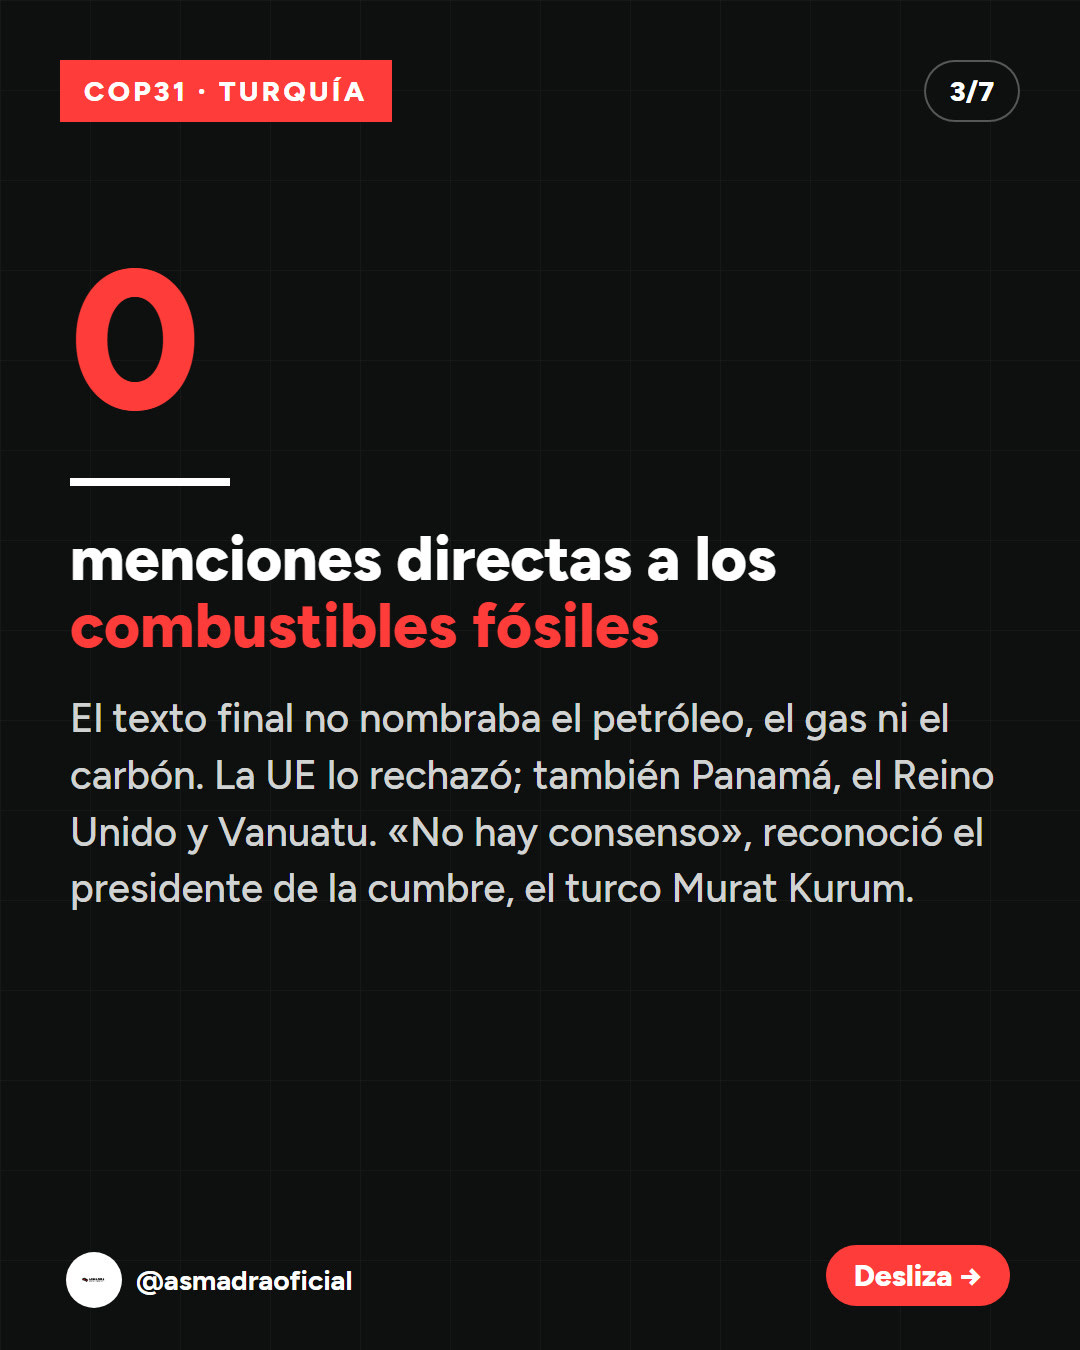 COP31 · TURQUÍA
3/7
0
menciones directas a los
combustibles fósiles
El texto final no nombraba el petróleo, el gas ni el
carbón. La UE lo rechazó; también Panamá, el Reino
Unido y Vanuatu. «No hay consenso», reconoció el
presidente de la cumbre, el turco Murat Kurum.
@asmadraoficial
Desliza →